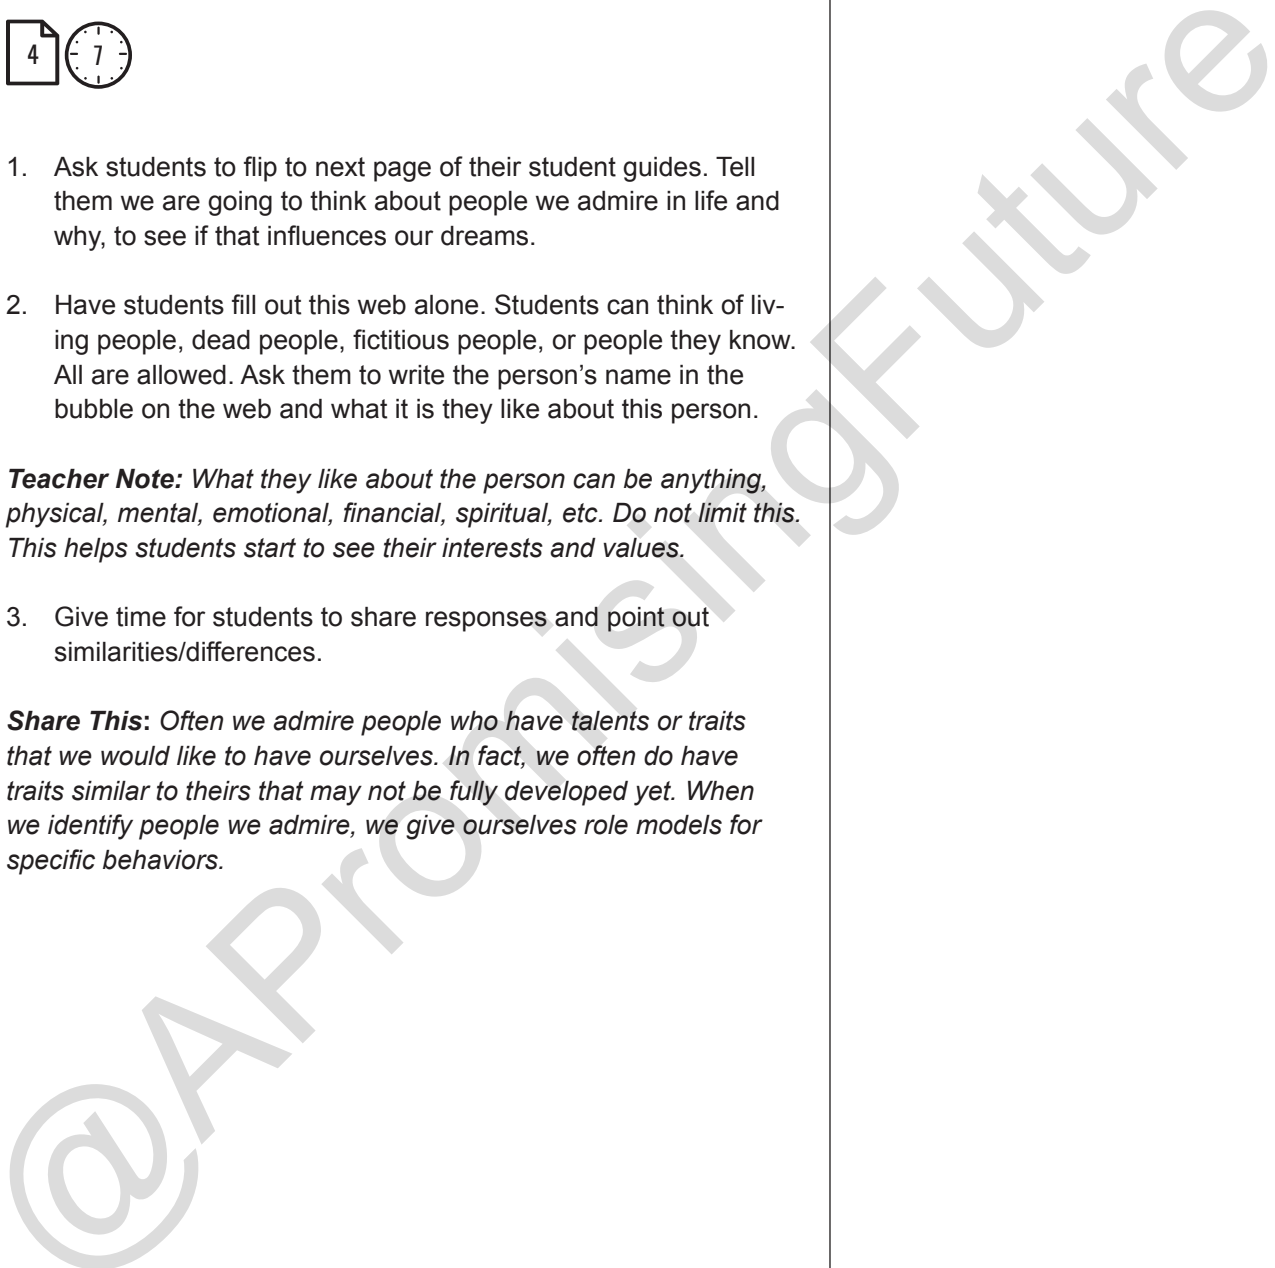 4 7
1. Ask students to flip to next page of their student guides. Tell
them we are going to think about people we admire in life and
why, to see if that influences our dreams.
2. Have students fill out this web alone. Students can think of liv-
ing people, dead people, fictitious people, or people they know.
All are allowed. Ask them to write the person’s name in the
bubble on the web and what it is they like about this person.
Teacher Note: What they like about the person can be anything,
physical, mental, emotional, financial, spiritual, etc. Do not limit this.
This helps students start to see their interests and values.
3. Give time for students to share responses and point out
similarities/differences.
Share This: Often we admire people who have talents or traits
that we would like to have ourselves. In fact, we often do have
traits similar to theirs that may not be fully developed yet. When
we identify people we admire, we give ourselves role models for
specific behaviors.
@APromisingFuture